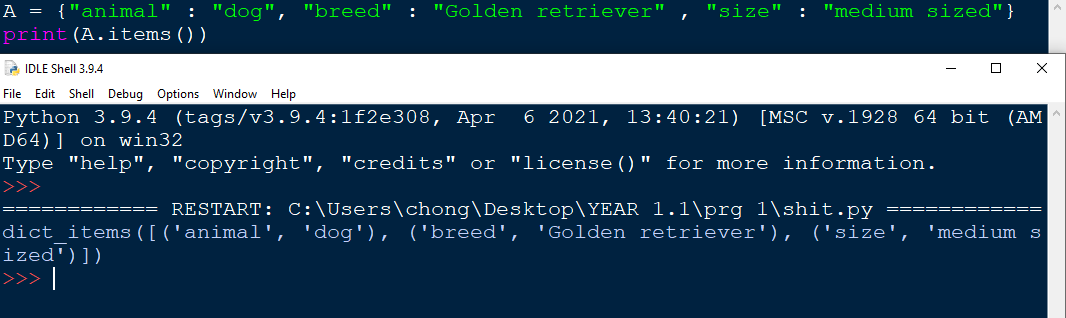 A = {"animal" : "dog", "breed" : "Golden retriever" , "size" : "medium sized"}
print(A.items())
IDLE Shell 3.9.4
File Edit Shell Debug Options Window Help
Python 3.9.4 (tags/v3.9.4:1f2e308, Apr  6 2021, 13:40:21) [MSC v.1928 64 bit (AM
D64)] on win32
Type "help", "copyright", "credits" or "license()" for more information.
>>>
============ RESTART: C:\Users\chong\Desktop\YEAR 1.1\prg 1\shit.py ============
dict_items([('animal', 'dog'), ('breed', 'Golden retriever'), ('size', 'medium s
ized')])
>>>